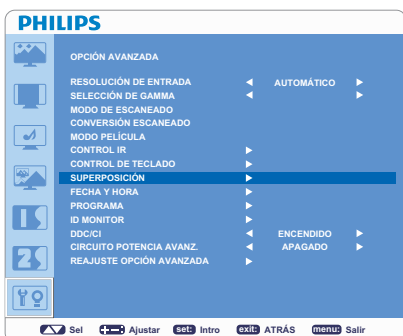 PHILIPS
OPCIÓN AVANZADA
RESOLUCIÓN DE ENTRADA AUTOMÁTICO
SELECCIÓN DE GAMMA
MODO DE ESCANEADO
CONVERSIÓN ESCANEADO
MODO PELÍCULA
CONTROL IR
CONTROL DE TECLADO
SUPERPOSICIÓN
FECHA Y HORA
PROGRAMA
ID MONITOR
DDC/CI ENCENDIDO
CIRCUITO POTENCIA AVANZ. APAGADO
REAJUSTE OPCIÓN AVANZADA
Sel Ajustar set: Intro exit: ATRÁS menu: Salir